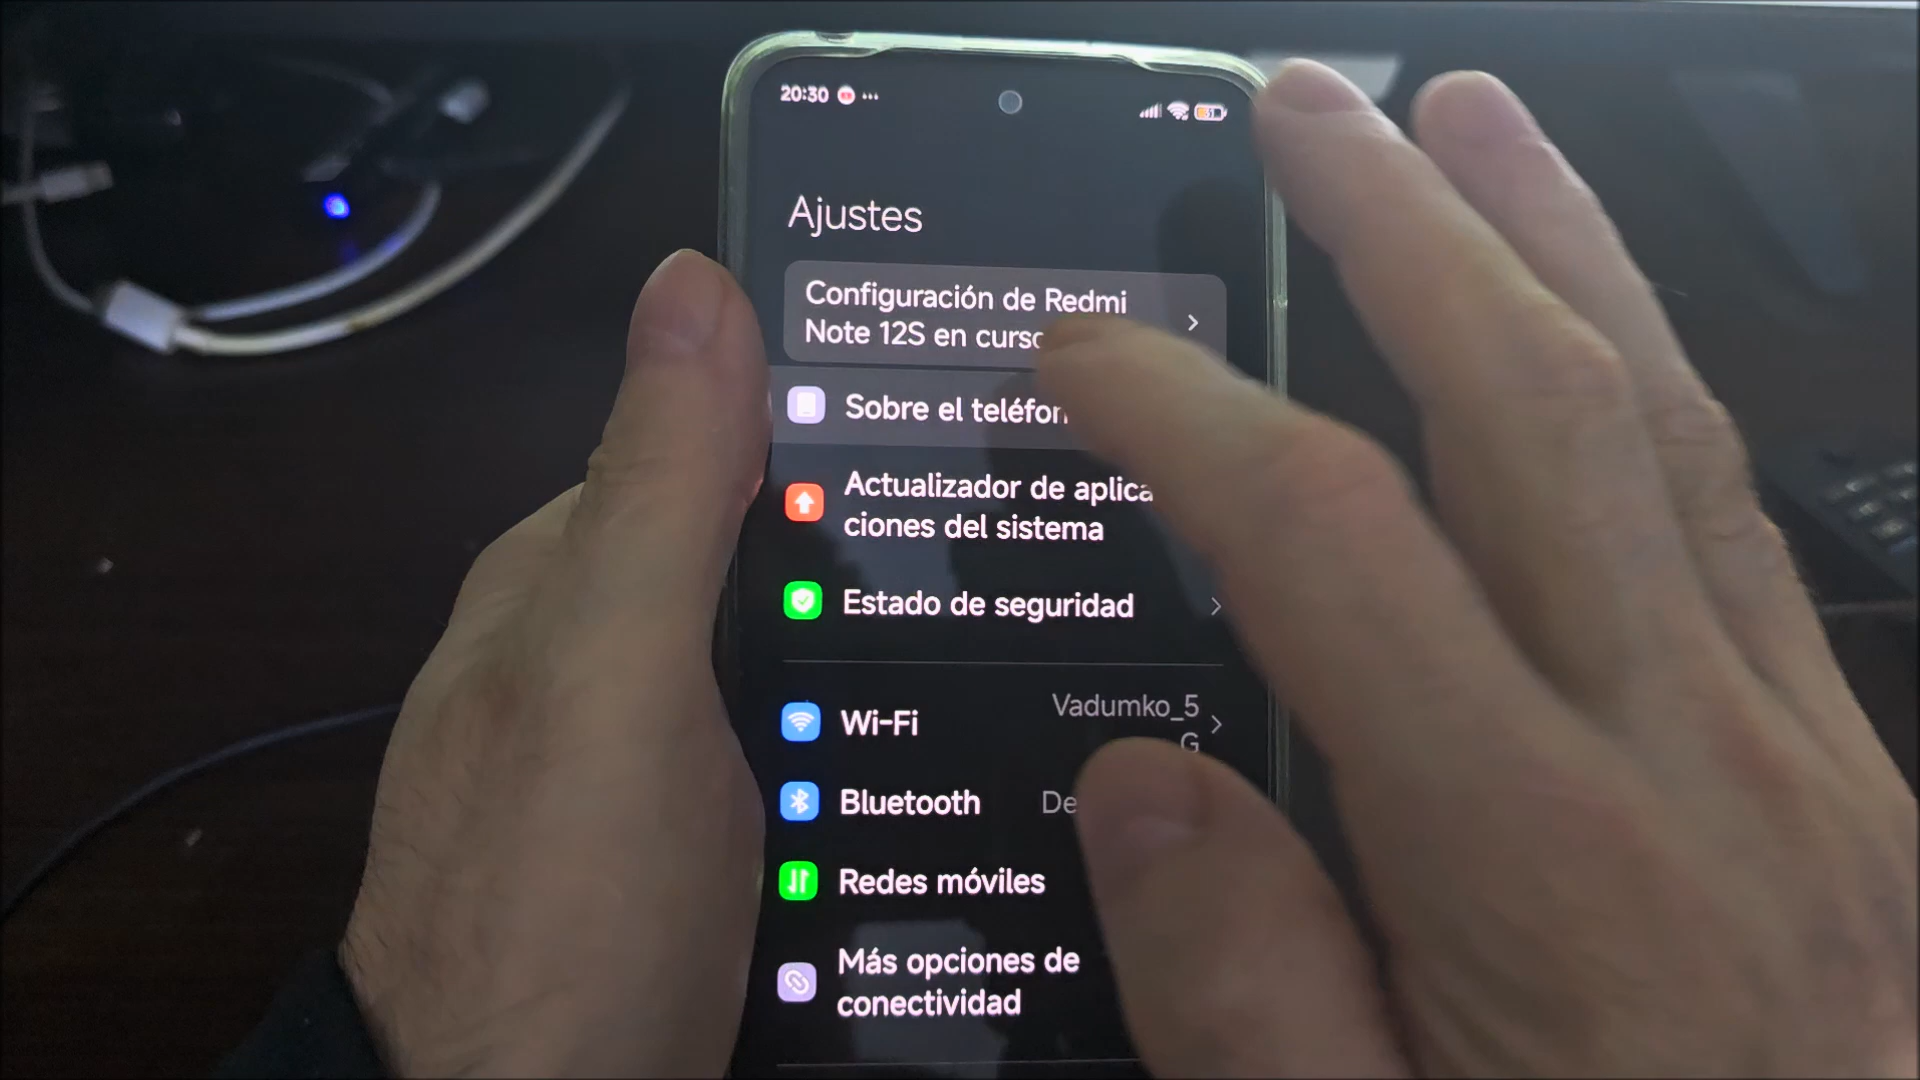 20:30
Ajustes
Configuración de Redmi
Note 12S en curso
Sobre el teléfon
Actualizador de aplica
ciones del sistema
Estado de seguridad
Wi-Fi
Vadumko_5
G
Bluetooth
De
Redes móviles
Más opciones de
conectividad